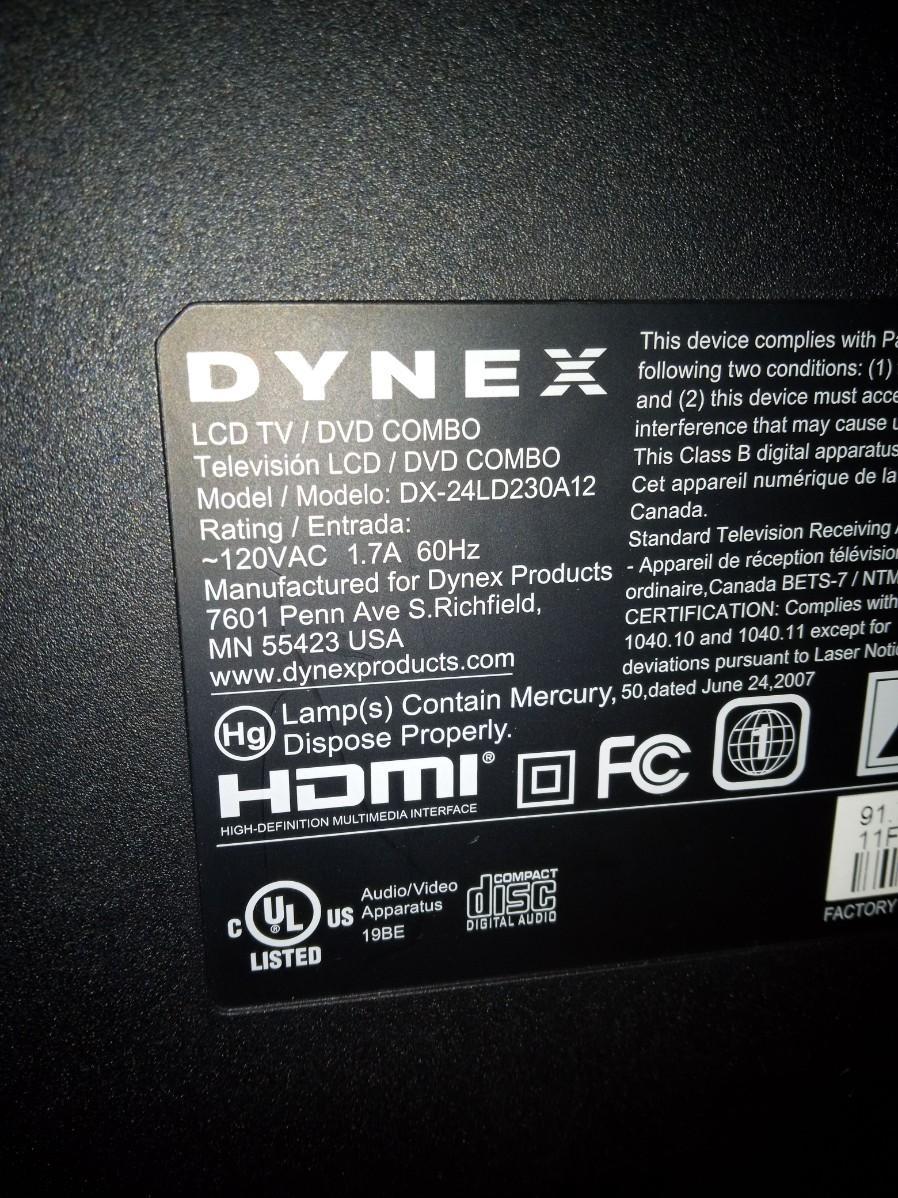 DYNEX
LCD TV / DVD COMBO
Televisión LCD / DVD COMBO
Model / Modelo: DX-24LD230A12
Rating / Entrada:
~120VAC 1.7A 60Hz
Manufactured for Dynex Products
7601 Penn Ave S.Richfield,
MN 55423 USA
www.dynexproducts.com
Hg
Lamp(s) Contain Mercury,
Dispose Properly.
This device complies with
following two conditions: (1)
and (2) this device must
interference that may cause
This Class B digital apparatus
Cet appareil numérique de la
Canada.
Standard Television Receiving
- Appareil de réception
ordinaire,Canada BETS-7 /
CERTIFICATION: Complies with
1040.10 and 1040.11 except for
deviations pursuant to Laser
50,dated June 24,2007
HDMI®
HIGH-DEFINITION MULTIMEDIA INTERFACE
FC
1
91.
C UL® US
LISTED
Audio/Video
Apparatus
19BE
COMPACT
disc
DIGITAL AUDIO
FACTORY